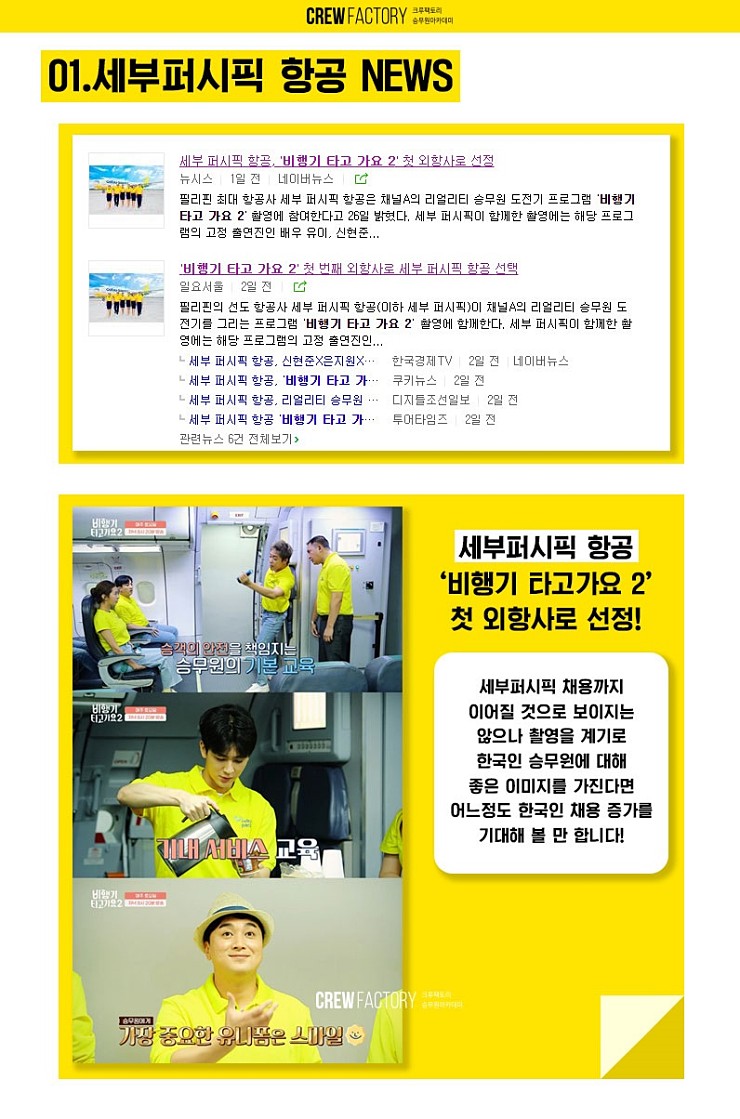 CREW FACTORY 크루팩토리
승무원아카데미
01.세부퍼시픽 항공 NEWS
세부 퍼시픽 항공, '비행기 타고 가요 2' 첫 외항사로 선정
뉴시스 1일 전 네이버뉴스
필리핀 최대 항공사 세부 퍼시픽 항공은 채널A의 리얼리티 승무원 도전기 프로그램 '비행기
타고 가요 2' 촬영에 참여한다고 26일 밝혔다. 세부 퍼시픽이 함께한 촬영에는 해당 프로그
램의 고정 출연진인 배우 유이, 신현준...
'비행기 타고 가요 2' 첫 번째 외항사로 세부 퍼시픽 항공 선택
일요서울 2일 전
필리핀의 선도 항공사 세부 퍼시픽 항공(이하 세부 퍼시픽)이 채널A의 리얼리티 승무원 도
전기를 그리는 프로그램 '비행기 타고 가요 2' 촬영에 함께한다. 세부 퍼시픽이 함께한 촬
영에는 해당 프로그램의 고정 출연진인...
세부 퍼시픽 항공, 신현준X은지원X… 한국경제TV 2일 전 네이버뉴스
세부 퍼시픽 항공, '비행기 타고 가… 쿠키뉴스 2일 전
세부 퍼시픽 항공, 리얼리티 승무원 … 디지틀조선일보 2일 전
세부 퍼시픽 항공 '비행기 타고 가… 투어타임즈 2일 전
관련뉴스 6건 전체보기
비행기
타고가요2
승객의 안전을 책임지는
승무원의 기본 교육
비행기
타고가요2
기내 서비스 교육
비행기
타고가요2
승무원에게
가장 중요한 유니폼은 스마일
세부퍼시픽 항공
‘비행기 타고가요 2’
첫 외항사로 선정!
세부퍼시픽 채용까지
이어질 것으로 보이지는
않으나 촬영을 계기로
한국인 승무원에 대해
좋은 이미지를 가진다면
어느정도 한국인 채용 증가를
기대해 볼 만 합니다!
CREW FACTORY 크루팩토리
승무원아카데미